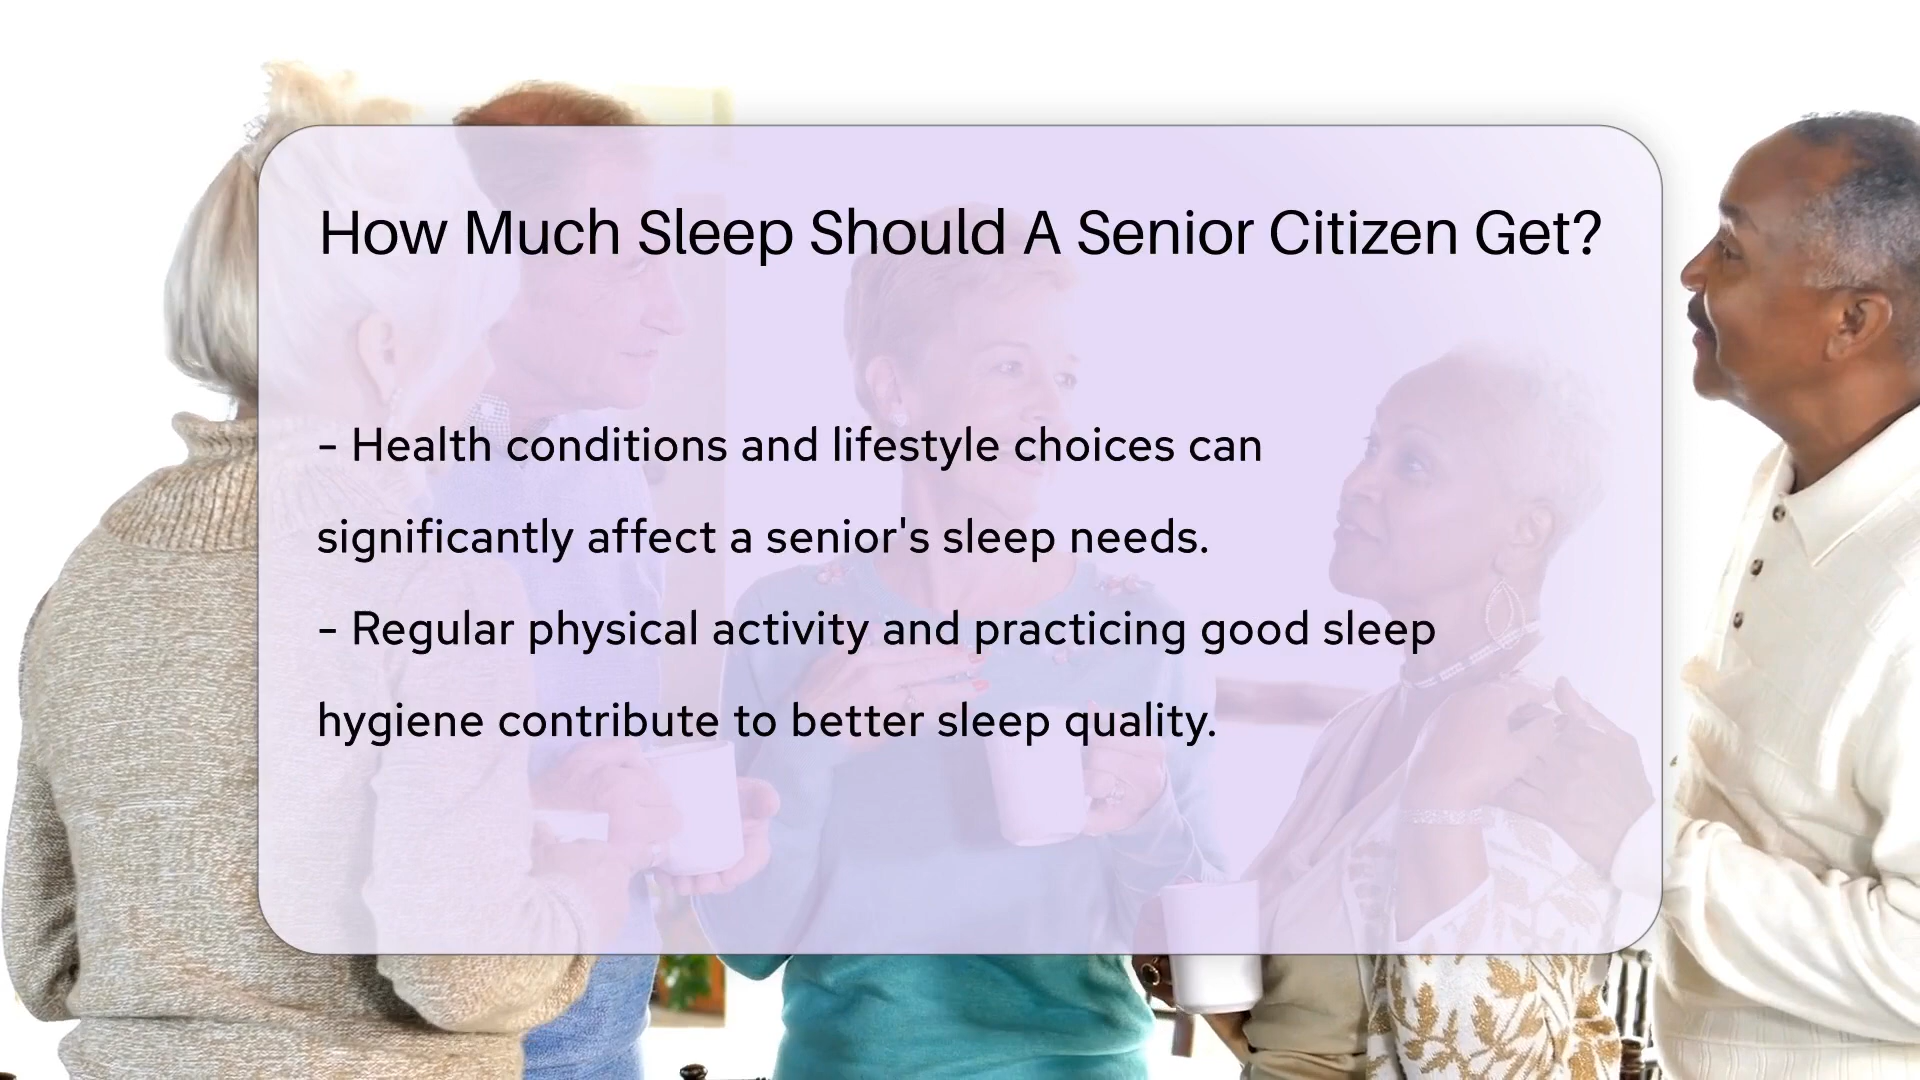 How Much Sleep Should A Senior Citizen Get?
- Health conditions and lifestyle choices can
significantly affect a senior's sleep needs.
- Regular physical activity and practicing good sleep
hygiene contribute to better sleep quality.